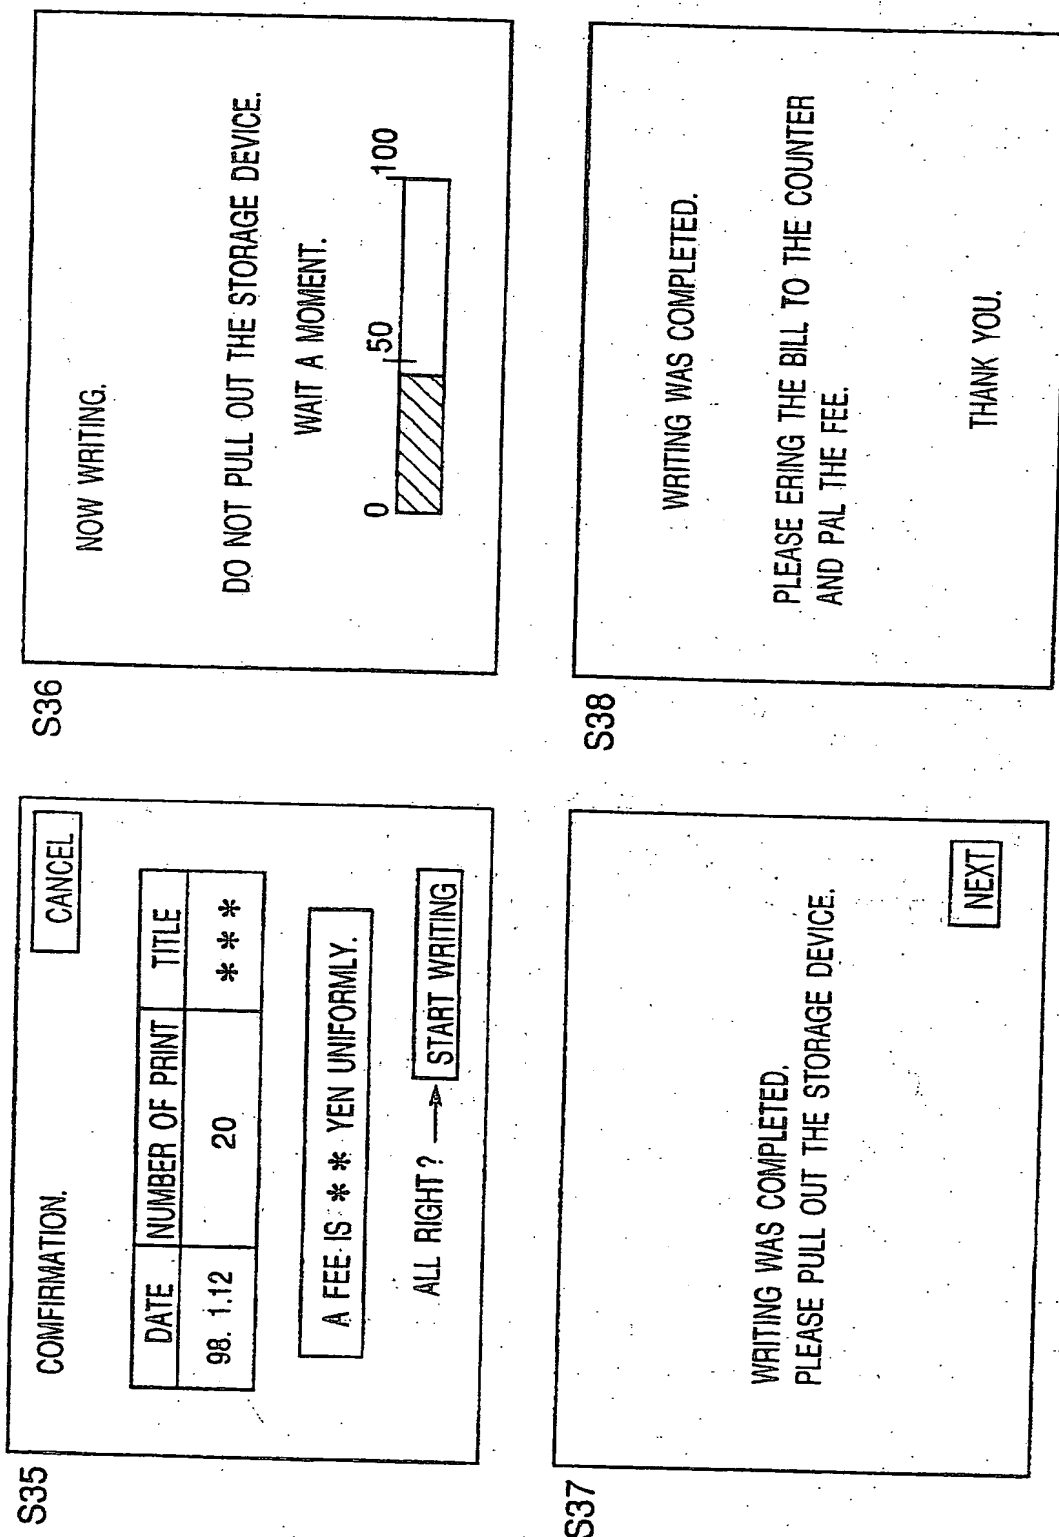 S35
COMFIRMATION.
CANCEL
DATE NUMBER OF PRINT TITLE
98. 1.12 20 * * *
A FEE IS * * YEN UNIFORMLY.
ALL RIGHT? START WRITING
S36
NOW WRITING.
DO NOT PULL OUT THE STORAGE DEVICE.
WAIT A MOMENT.
0 50 100
S37
WRITING WAS COMPLETED.
PLEASE PULL OUT THE STORAGE DEVICE.
NEXT
S38
WRITING WAS COMPLETED.
PLEASE ERING THE BILL TO THE COUNTER
AND PAL THE FEE.
THANK YOU.